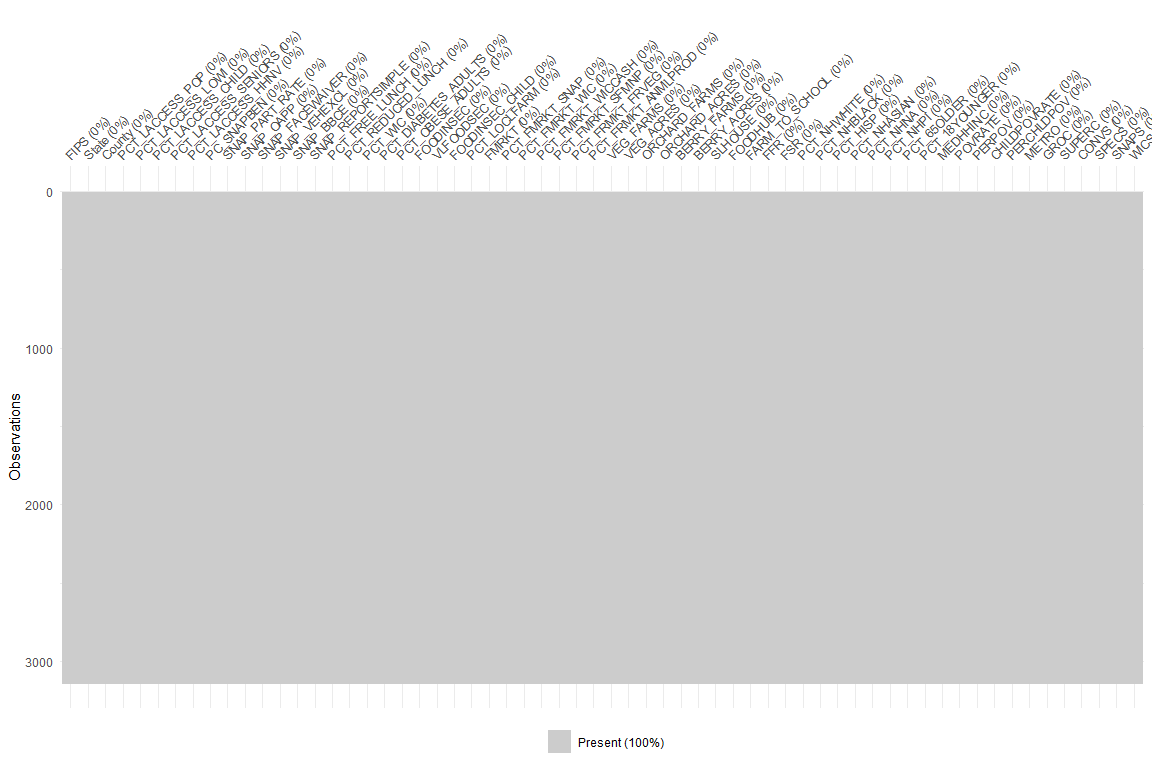 FIPS (0%)
State (0%)
County (0%)
PCT_LACCESS_POP (0%)
PCT_LACCESS_LOWI (0%)
PCT_LACCESS_CHILD (0%)
PCT_LACCESS_SENIORS (0%)
PCT_LACCESS_HHNV (0%)
PC_SNAPBEN (0%)
SNAP_PART_RATE (0%)
SNAP_OAPP (0%)
SNAP_FACEWAIVER (0%)
SNAP_VEHEXCL (0%)
SNAP_BBCE (0%)
SNAP_REPORTSIMPLE (0%)
PCT_FREE_LUNCH (0%)
PCT_REDUCED_LUNCH (0%)
PCT_WIC (0%)
PCT_DIABETES_ADULTS (0%)
PCT_OBESE_ADULTS (0%)
FOODINSEC (0%)
VLFOODSEC (0%)
FOODINSEC_CHILD (0%)
PCT_LOCLFARM (0%)
FMRKT (0%)
PCT_FMRKT_SNAP (0%)
PCT_FMRKT_WIC (0%)
PCT_FMRKT_WICCASH (0%)
PCT_FMRKT_SFMNP (0%)
PCT_FRMKT_FRVEG (0%)
PCT_FRMKT_ANMLPROD (0%)
VEG_FARMS (0%)
VEG_ACRES (0%)
ORCHARD_FARMS (0%)
ORCHARD_ACRES (0%)
BERRY_FARMS (0%)
BERRY_ACRES (0%)
SLHOUSE (0%)
FOODHUB (0%)
FARM_TO_SCHOOL (0%)
FFR (0%)
FSR (0%)
PCT_NHWHITE (0%)
PCT_NHBLACK (0%)
PCT_HISP (0%)
PCT_NHASIAN (0%)
PCT_NHNA (0%)
PCT_NHPI (0%)
PCT_65OLDER (0%)
PCT_18YOUNGER (0%)
MEDHHINC (0%)
POVRATE (0%)
PERPOV (0%)
CHILDPOVRATE (0%)
PERCHLDPOV (0%)
METRO (0%)
GROC (0%)
SUPERC (0%)
CONVS (0%)
SPECS (0%)
SNAPS (0%)
WICS
0
1000
2000
3000
Observations
Present (100%)